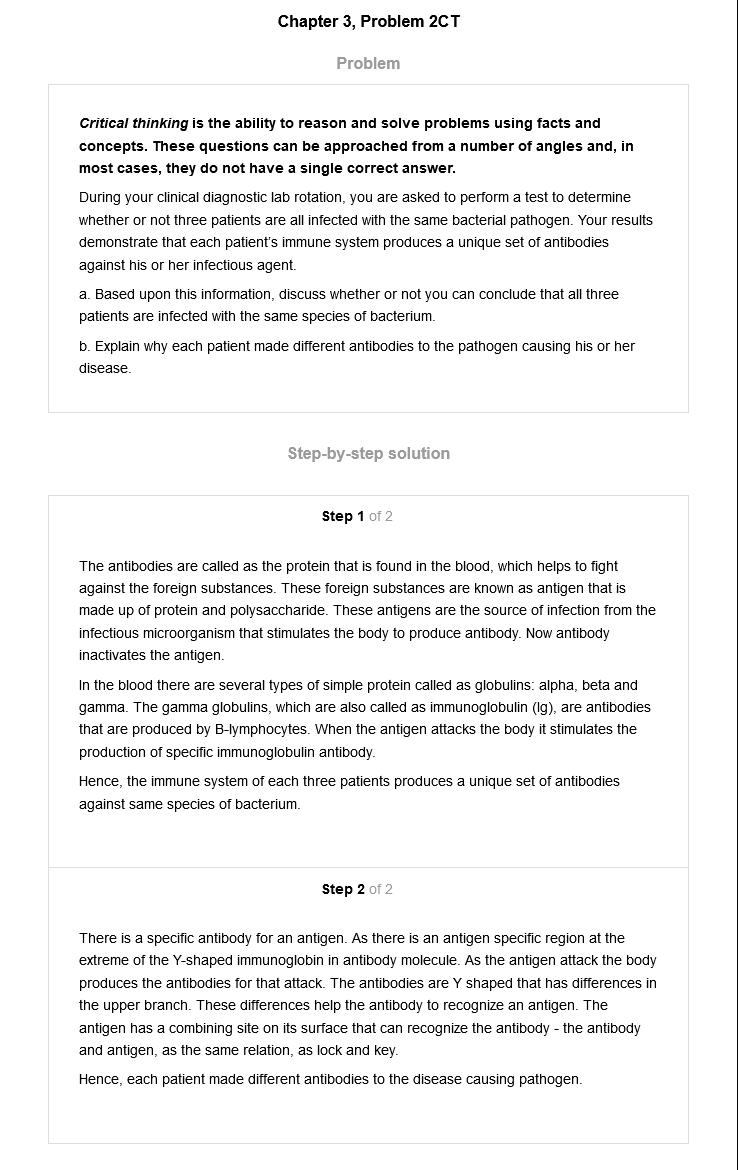 Chapter 3, Problem 2CT
Problem
Critical thinking is the ability to reason and solve problems using facts and
concepts. These questions can be approached from a number of angles and, in
most cases, they do not have a single correct answer.
During your clinical diagnostic lab rotation, you are asked to perform a test to determine
whether or not three patients are all infected with the same bacterial pathogen. Your results
demonstrate that each patient's immune system produces a unique set of antibodies
against his or her infectious agent.
a. Based upon this information, discuss whether or not you can conclude that all three
patients are infected with the same species of bacterium.
b. Explain why each patient made different antibodies to the pathogen causing his or her
disease.
Step-by-step solution
Step 1 of 2
The antibodies are called as the protein that is found in the blood, which helps to fight
against the foreign substances. These foreign substances are known as antigen that is
made up of protein and polysaccharide. These antigens are the source of infection from the
infectious microorganism that stimulates the body to produce antibody. Now antibody
inactivates the antigen.
In the blood there are several types of simple protein called as globulins: alpha, beta and
gamma. The gamma globulins, which are also called as immunoglobulin (Ig), are antibodies
that are produced by B-lymphocytes. When the antigen attacks the body it stimulates the
production of specific immunoglobulin antibody.
Hence, the immune system of each three patients produces a unique set of antibodies
against same species of bacterium.
Step 2 of 2
There is a specific antibody for an antigen. As there is an antigen specific region at the
extreme of the Y-shaped immunoglobin in antibody molecule. As the antigen attack the body
produces the antibodies for that attack. The antibodies are Y shaped that has differences in
the upper branch. These differences help the antibody to recognize an antigen. The
antigen has a combining site on its surface that can recognize the antibody - the antibody
and antigen, as the same relation, as lock and key.
Hence, each patient made different antibodies to the disease causing pathogen.